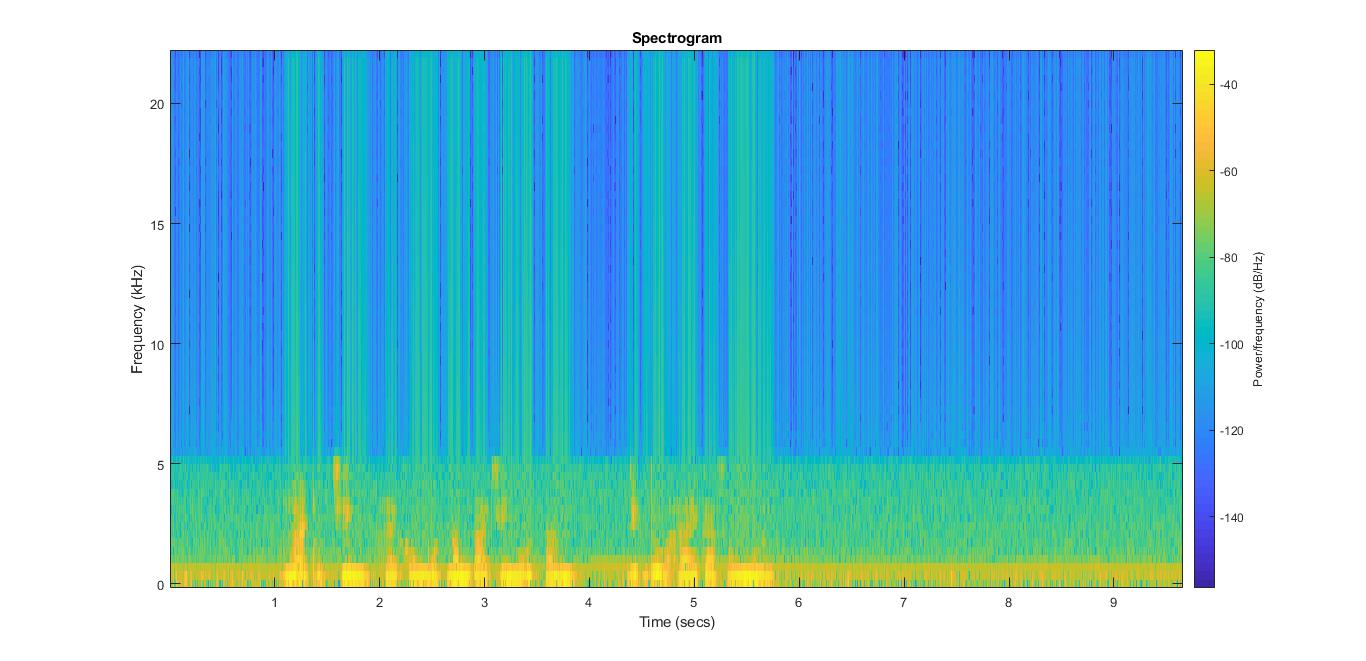 Spectrogram
20
15
10
5
0
Frequency (kHz)
1 2 3 4 5 6 7 8 9
Time (secs)
-40
-60
-80
-100
-120
-140
Power/frequency (dB/Hz)